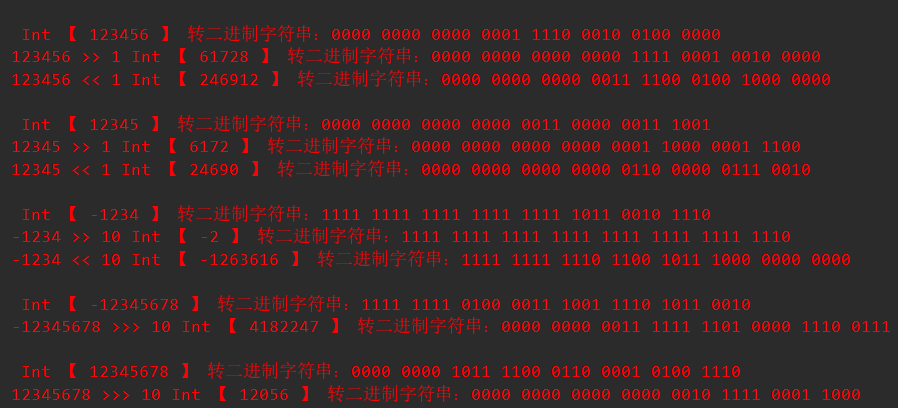 Int 【 123456 】 转二进制字符串: 0000 0000 0000 0001 1110 0010 0100 0000
123456 >> 1 Int 【 61728 】 转二进制字符串: 0000 0000 0000 0000 1111 0001 0010 0000
123456 << 1 Int 【 246912 】 转二进制字符串: 0000 0000 0000 0011 1100 0100 1000 0000
Int 【 12345 】 转二进制字符串: 0000 0000 0000 0000 0011 0000 0011 1001
12345 >> 1 Int 【 6172 】 转二进制字符串: 0000 0000 0000 0000 0001 1000 0001 1100
12345 << 1 Int 【 24690 】 转二进制字符串: 0000 0000 0000 0000 0110 0000 0111 0010
Int 【 -1234 】 转二进制字符串: 1111 1111 1111 1111 1111 1011 0010 1110
-1234 >> 10 Int 【 -2 】 转二进制字符串: 1111 1111 1111 1111 1111 1111 1111 1110
-1234 << 10 Int 【 -1263616 】 转二进制字符串: 1111 1111 1110 1100 1011 1000 0000 0000
Int 【 -12345678 】 转二进制字符串: 1111 1111 0100 0011 1001 1110 1011 0010
-12345678 >>> 10 Int 【 4182247 】 转二进制字符串: 0000 0000 0011 1111 1101 0000 1110 0111
Int 【 12345678 】 转二进制字符串: 0000 0000 1011 1100 0110 0001 0100 1110
12345678 >>> 10 Int 【 12056 】 转二进制字符串: 0000 0000 0000 0000 0010 1111 0001 1000